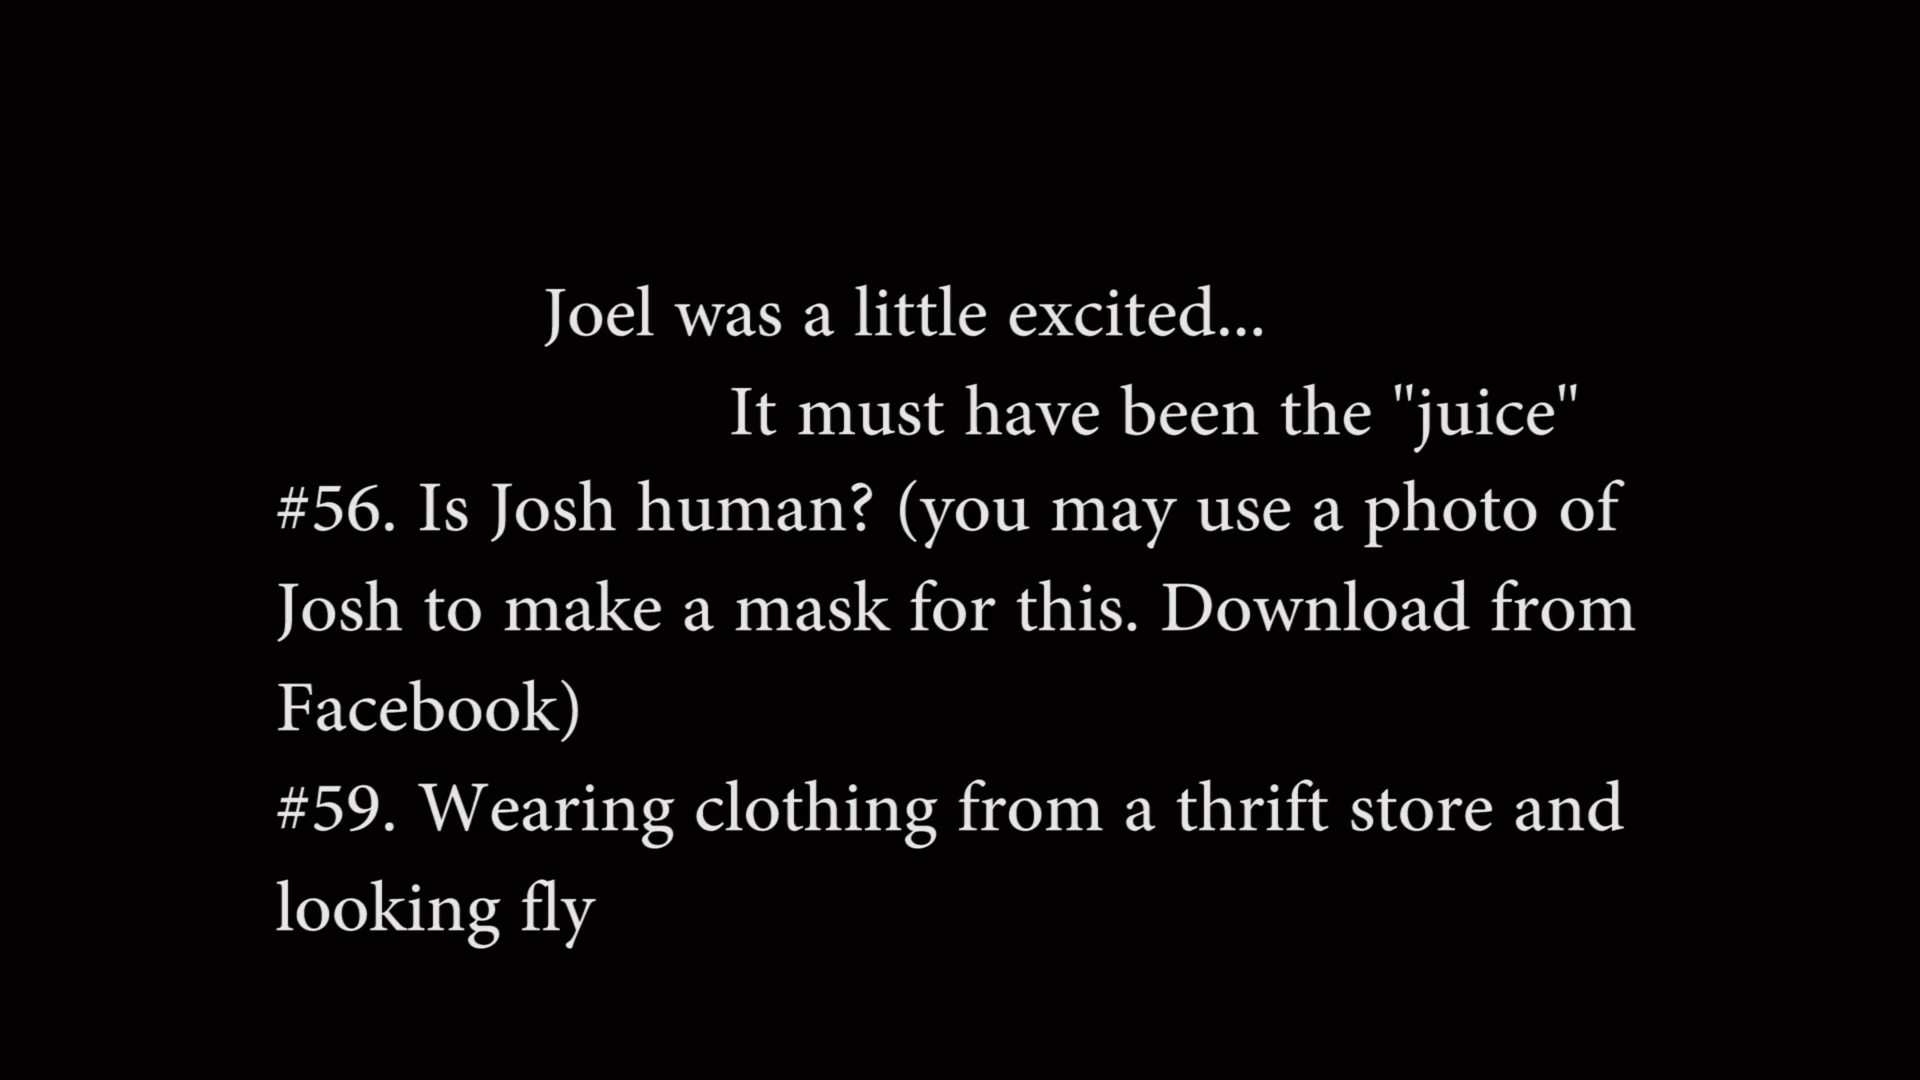 Joel was a little excited...
It must have been the "juice"
#56. Is Josh human? (you may use a photo of
Josh to make a mask for this. Download from
Facebook)
#59. Wearing clothing from a thrift store and
looking fly